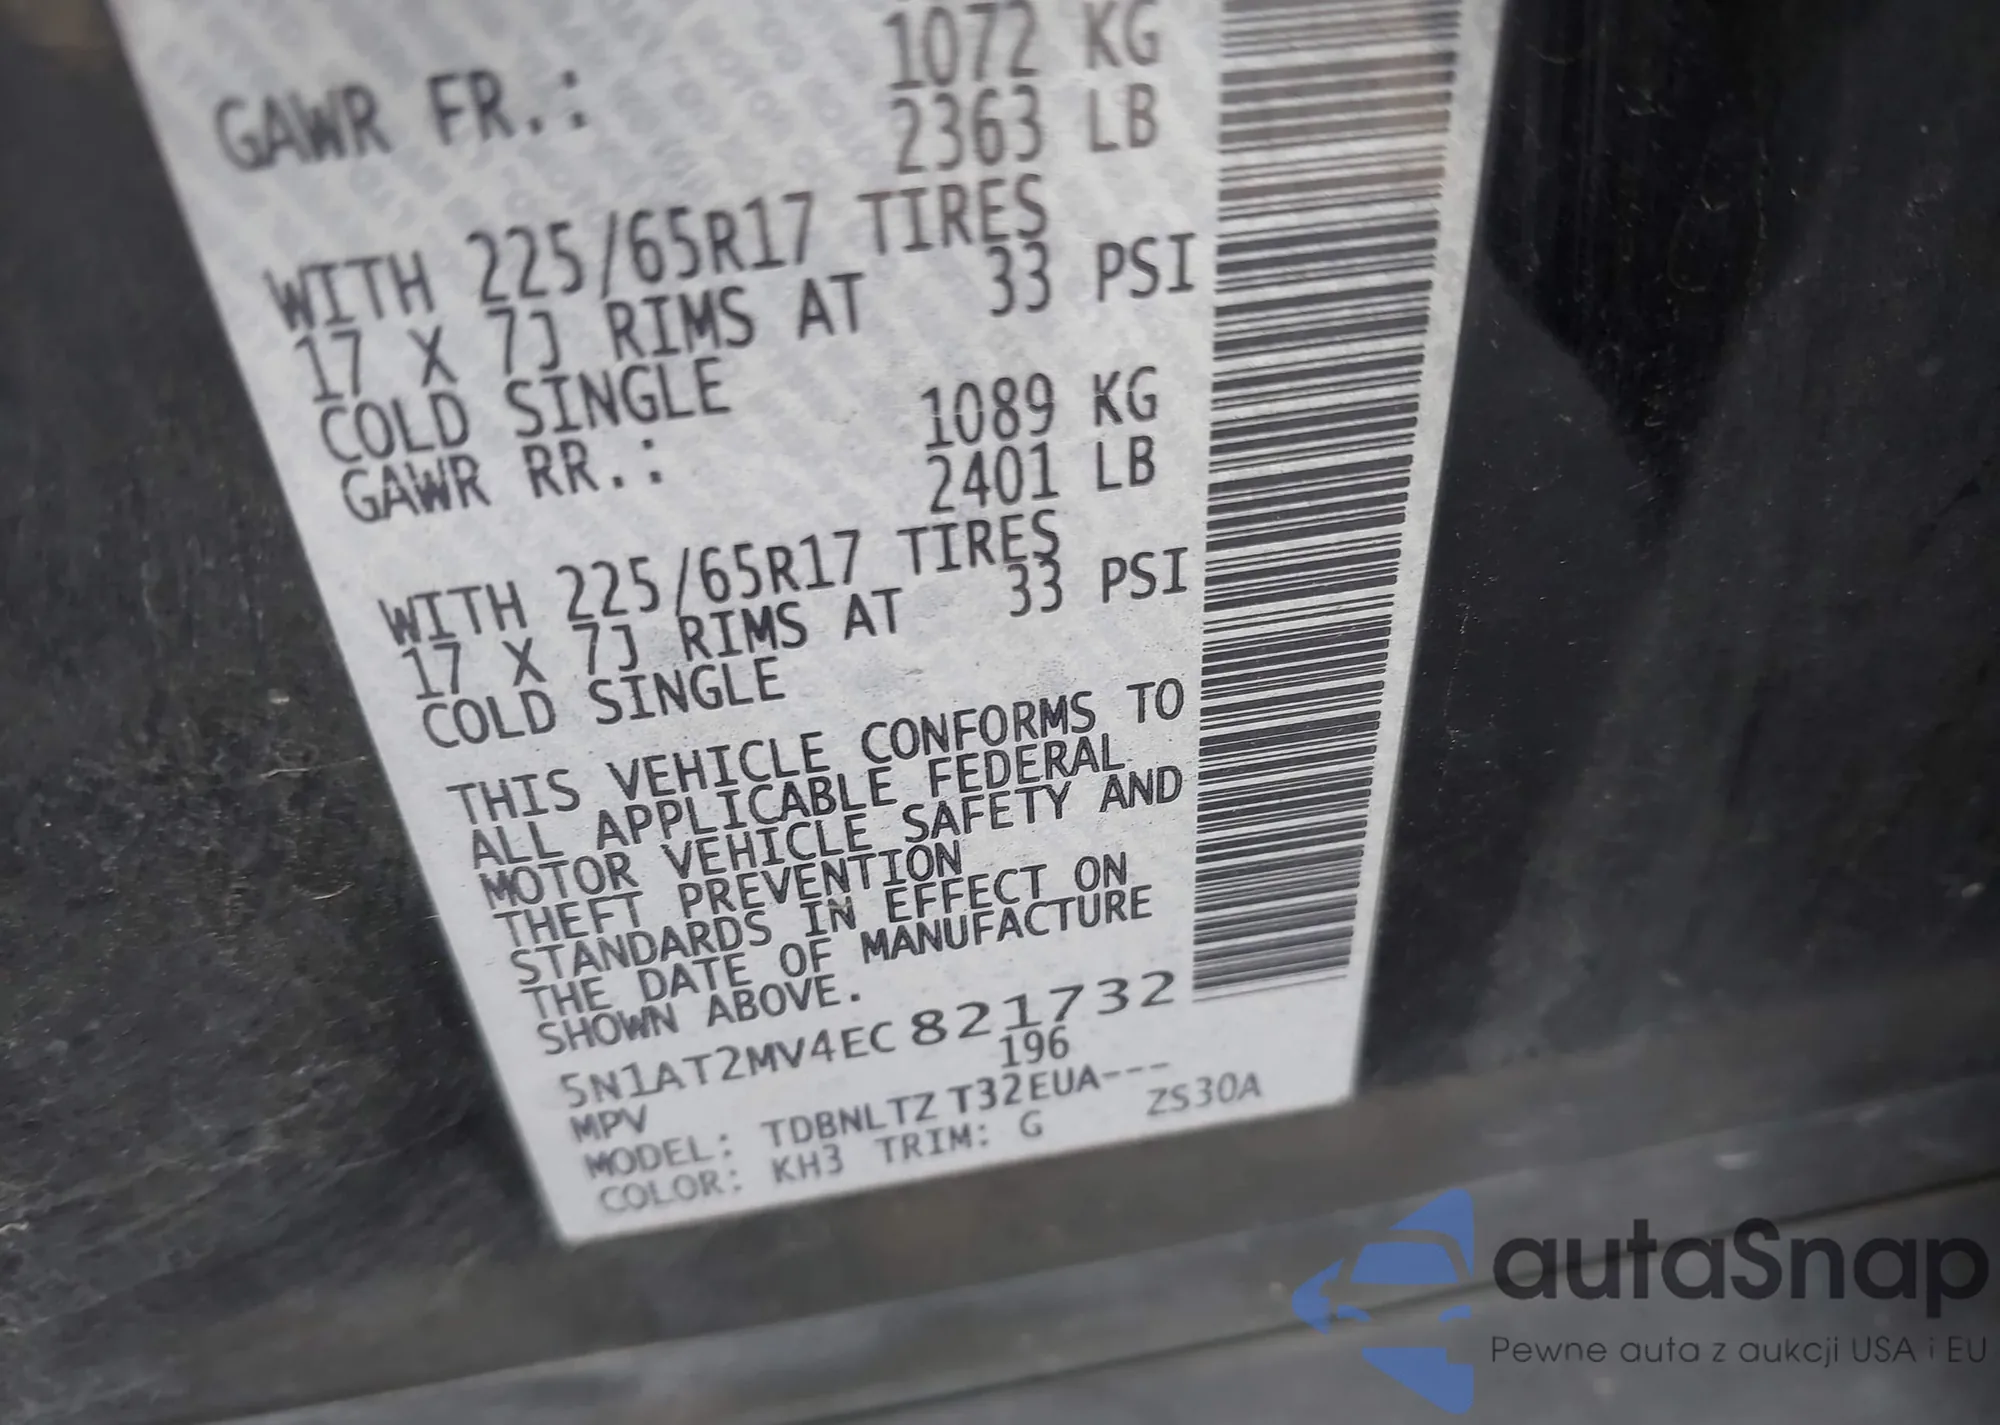 1072 KG
GAWR FR.: 2363 LB
WITH 225/65R17 TIRES
17 X 7J RIMS AT 33 PSI
COLD SINGLE
1089 KG
GAWR RR.: 2401 LB
WITH 225/65R17 TIRES
17 X 7J RIMS AT 33 PSI
COLD SINGLE
THIS VEHICLE CONFORMS TO
ALL APPLICABLE FEDERAL
MOTOR VEHICLE SAFETY AND
THEFT PREVENTION
STANDARDS IN EFFECT ON
THE DATE OF MANUFACTURE
SHOWN ABOVE.
5N1AT2MV4EC821732
MPV 196
MODEL: TDBNLTZ T32EUA---
COLOR: KH3 TRIM: G ZS30A
autaSnap
Pewne auta z aukcji USA i EU